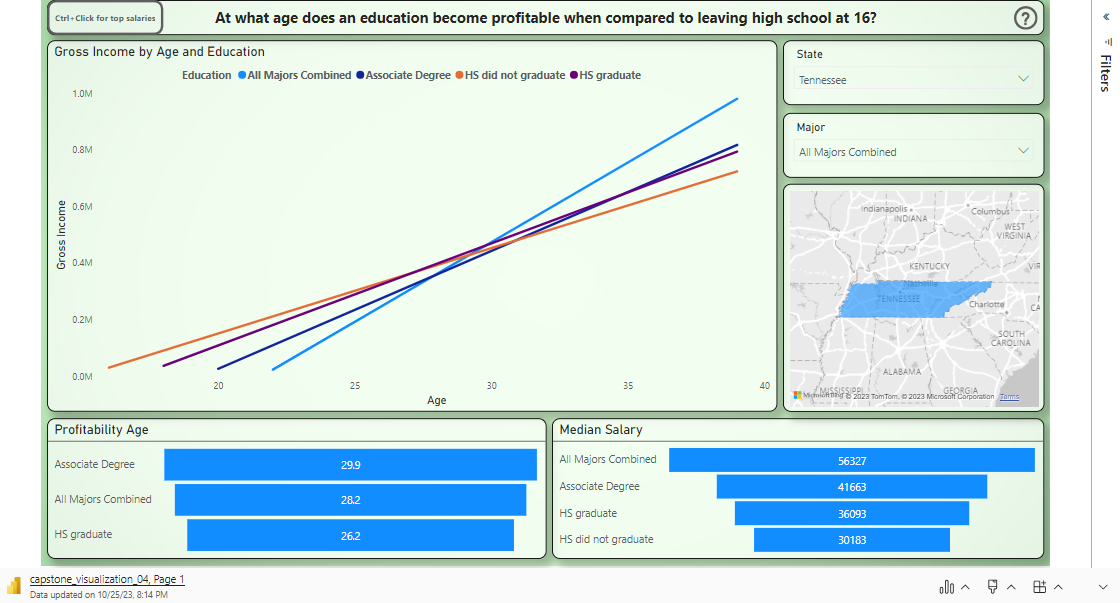 Ctrl+Click for top salaries
At what age does an education become profitable when compared to leaving high school at 16?
?
Filters
Gross Income by Age and Education
Education All Majors Combined Associate Degree HS did not graduate HS graduate
1.0M
0.8M
0.6M
0.4M
0.2M
0.0M
Gross Income
20 25 30 35 40
Age
State
Tennessee
Major
All Majors Combined
Indianapolis
INDIANA
Columbus
WEST
VIRGINIA
KENTUCKY
VIR
Nashville
TENNESSEE
Charlotte
CA
SOUTH
CAROLINA
ALABAMA
MISSISSIPPI
GEORGIA
Microsoft Bing © 2023 TomTom, © 2023 Microsoft Corporation Terms
Profitability Age
Associate Degree 29.9
All Majors Combined 28.2
HS graduate 26.2
Median Salary
All Majors Combined 56327
Associate Degree 41663
HS graduate 36093
HS did not graduate 30183
capstone_visualization_04, Page 1
Data updated on 10/25/23, 8:14 PM